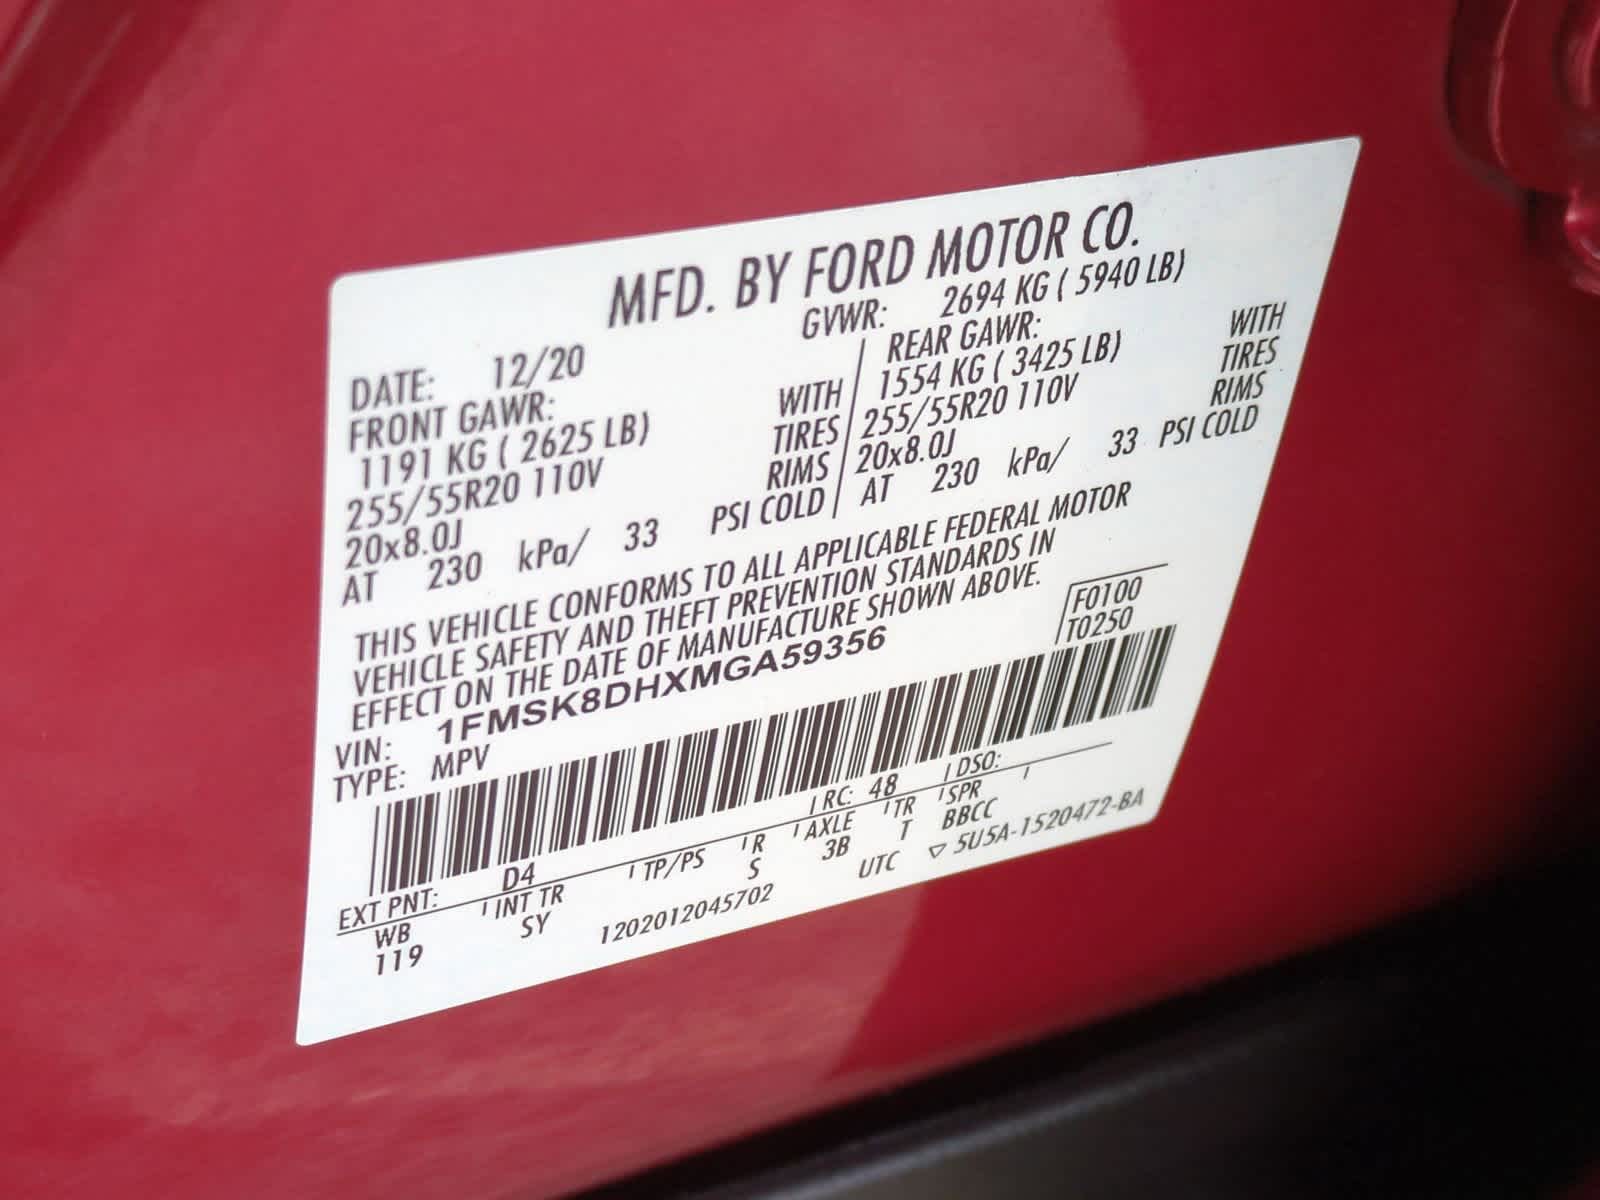 MFD. BY FORD MOTOR CO.
DATE: 12/20 GVWR: 2694 KG ( 5940 LB)
FRONT GAWR: REAR GAWR:
1191 KG ( 2625 LB) WITH 1554 KG ( 3425 LB) WITH
255/55R20 110V TIRES 255/55R20 110V TIRES
20x8.0J RIMS 20x8.0J RIMS
AT 230 kPa/ 33 PSI COLD AT 230 kPa/ 33 PSI COLD
THIS VEHICLE CONFORMS TO ALL APPLICABLE FEDERAL MOTOR
VEHICLE SAFETY AND THEFT PREVENTION STANDARDS IN
EFFECT ON THE DATE OF MANUFACTURE SHOWN ABOVE.
VIN: 1FMSK8DHXMGA59356 F0100
TYPE: MPV T0250
EXT PNT: D4 RC: 48 DSO:
WB INT TR TP/PS R AXLE TR SPR
119 SY S 3B T BBCC
1202012045702 UTC ▽ 5U5A-1520472-BA